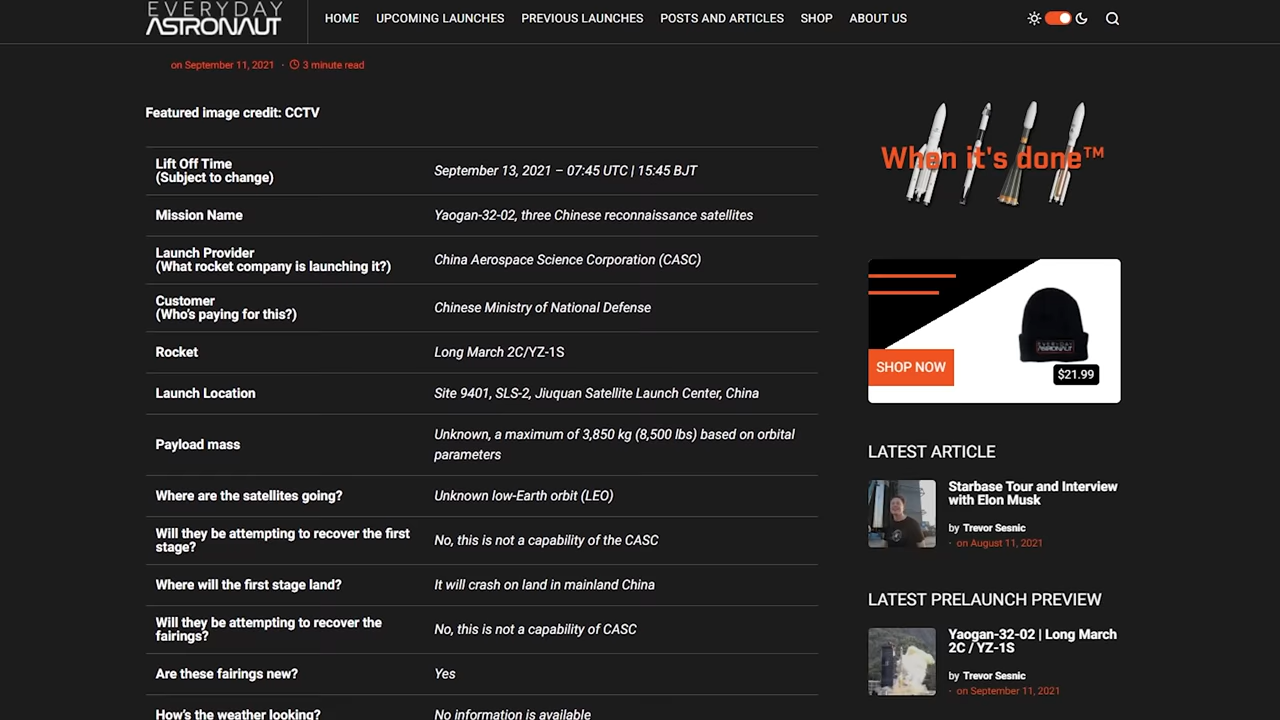 EVERYDAY
ASTRONAUT
HOME
UPCOMING LAUNCHES
PREVIOUS LAUNCHES
POSTS AND ARTICLES
SHOP
ABOUT US
on September 11, 2021 · 3 minute read
Featured image credit: CCTV
Lift Off Time
(Subject to change)
September 13, 2021 – 07:45 UTC | 15:45 BJT
Mission Name
Yaogan-32-02, three Chinese reconnaissance satellites
Launch Provider
(What rocket company is launching it?)
China Aerospace Science Corporation (CASC)
Customer
(Who's paying for this?)
Chinese Ministry of National Defense
Rocket
Long March 2C/YZ-1S
Launch Location
Site 9401, SLS-2, Jiuquan Satellite Launch Center, China
Payload mass
Unknown, a maximum of 3,850 kg (8,500 lbs) based on orbital
parameters
Where are the satellites going?
Unknown low-Earth orbit (LEO)
Will they be attempting to recover the first
stage?
No, this is not a capability of the CASC
Where will the first stage land?
It will crash on land in mainland China
Will they be attempting to recover the
fairings?
No, this is not a capability of CASC
Are these fairings new?
Yes
How's the weather looking?
No information is available
When it's done™
SHOP NOW
EVERYDAY
ASTRONAUT
$21.99
LATEST ARTICLE
Starbase Tour and Interview
with Elon Musk
by Trevor Sesnic
· on August 11, 2021
LATEST PRELAUNCH PREVIEW
Yaogan-32-02 | Long March
2C / YZ-1S
by Trevor Sesnic
· on September 11, 2021